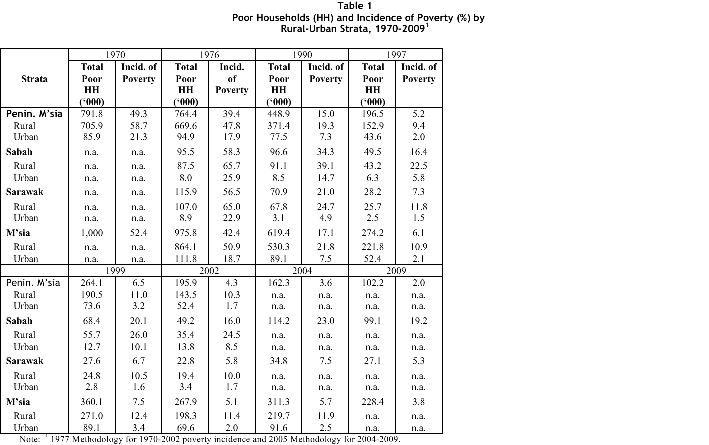 Table 1
Poor Households (HH) and Incidence of Poverty (%) by
Rural-Urban Strata, 1970-2009¹
Strata 1970 1976 1990 1997
Total Poor HH (‘000) Incid. of Poverty Total Poor HH (‘000) Incid. of Poverty Total Poor HH (‘000) Incid. of Poverty Total Poor HH (‘000) Incid. of Poverty
Penin. M’sia 791.8 49.3 764.4 39.4 448.9 15.0 196.5 5.2
Rural 705.9 58.7 669.6 47.8 371.4 19.3 152.9 9.4
Urban 85.9 21.3 94.9 17.9 77.5 7.3 43.6 2.0
Sabah n.a. n.a. 95.5 58.3 96.6 34.3 49.5 16.4
Rural n.a. n.a. 87.5 65.7 91.1 39.1 43.2 22.5
Urban n.a. n.a. 8.0 25.9 8.5 14.7 6.3 5.8
Sarawak n.a. n.a. 115.9 56.5 70.9 21.0 28.2 7.3
Rural n.a. n.a. 107.0 65.0 67.8 24.7 25.7 11.8
Urban n.a. n.a. 8.9 22.9 3.1 4.9 2.5 1.5
M’sia 1,000 52.4 975.8 42.4 619.4 17.1 274.2 6.1
Rural n.a. n.a. 864.1 50.9 530.3 21.8 221.8 10.9
Urban n.a. n.a. 111.8 18.7 89.1 7.5 52.4 2.1
1999 2002 2004 2009
Penin. M’sia 264.1 6.5 195.9 4.3 162.3 3.6 102.2 2.0
Rural 190.5 11.0 143.5 10.3 n.a. n.a. n.a. n.a.
Urban 73.6 3.2 52.4 1.7 n.a. n.a. n.a. n.a.
Sabah 68.4 20.1 49.2 16.0 114.2 23.0 99.1 19.2
Rural 55.7 26.0 35.4 24.5 n.a. n.a. n.a. n.a.
Urban 12.7 10.1 13.8 8.5 n.a. n.a. n.a. n.a.
Sarawak 27.6 6.7 22.8 5.8 34.8 7.5 27.1 5.3
Rural 24.8 10.5 19.4 10.0 n.a. n.a. n.a. n.a.
Urban 2.8 1.6 3.4 1.7 n.a. n.a. n.a. n.a.
M’sia 360.1 7.5 267.9 5.1 311.3 5.7 228.4 3.8
Rural 271.0 12.4 198.3 11.4 219.7 11.9 n.a. n.a.
Urban 89.1 3.4 69.6 2.0 91.6 2.5 n.a. n.a.
Note: ¹ 1977 Methodology for 1970-2002 poverty incidence and 2005 Methodology for 2004-2009.